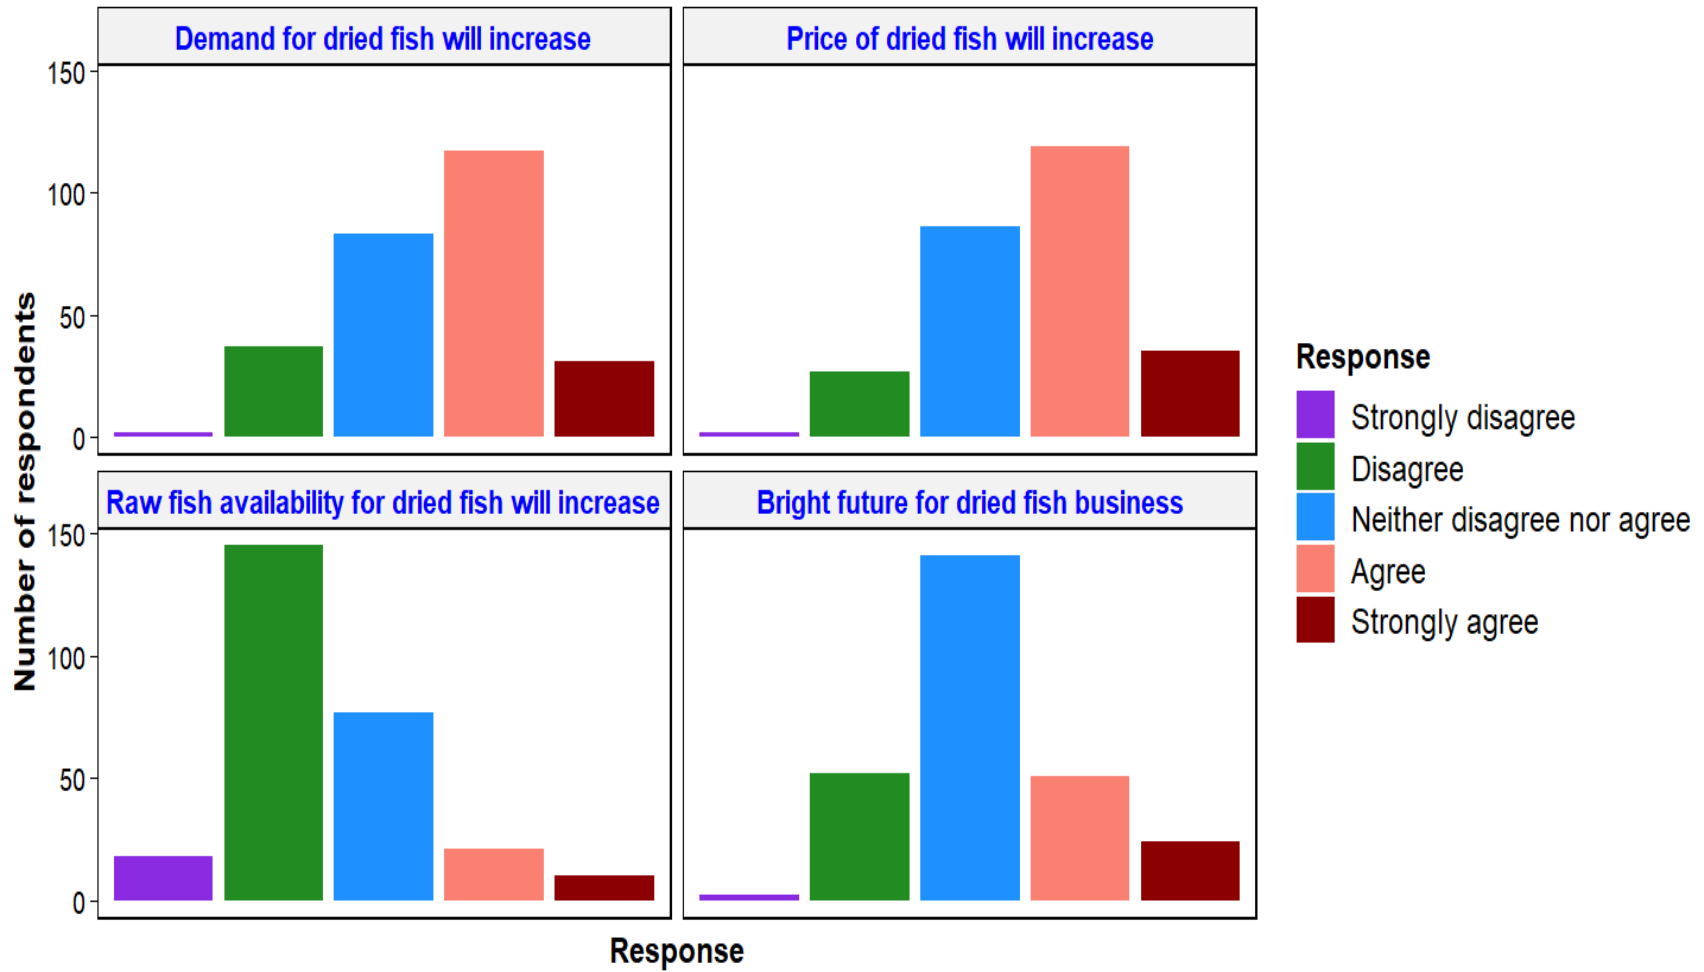 Demand for dried fish will increase
Price of dried fish will increase
150
100
50
0
Raw fish availability for dried fish will increase
Bright future for dried fish business
150
100
50
0
Number of respondents
Response
Response
Strongly disagree
Disagree
Neither disagree nor agree
Agree
Strongly agree